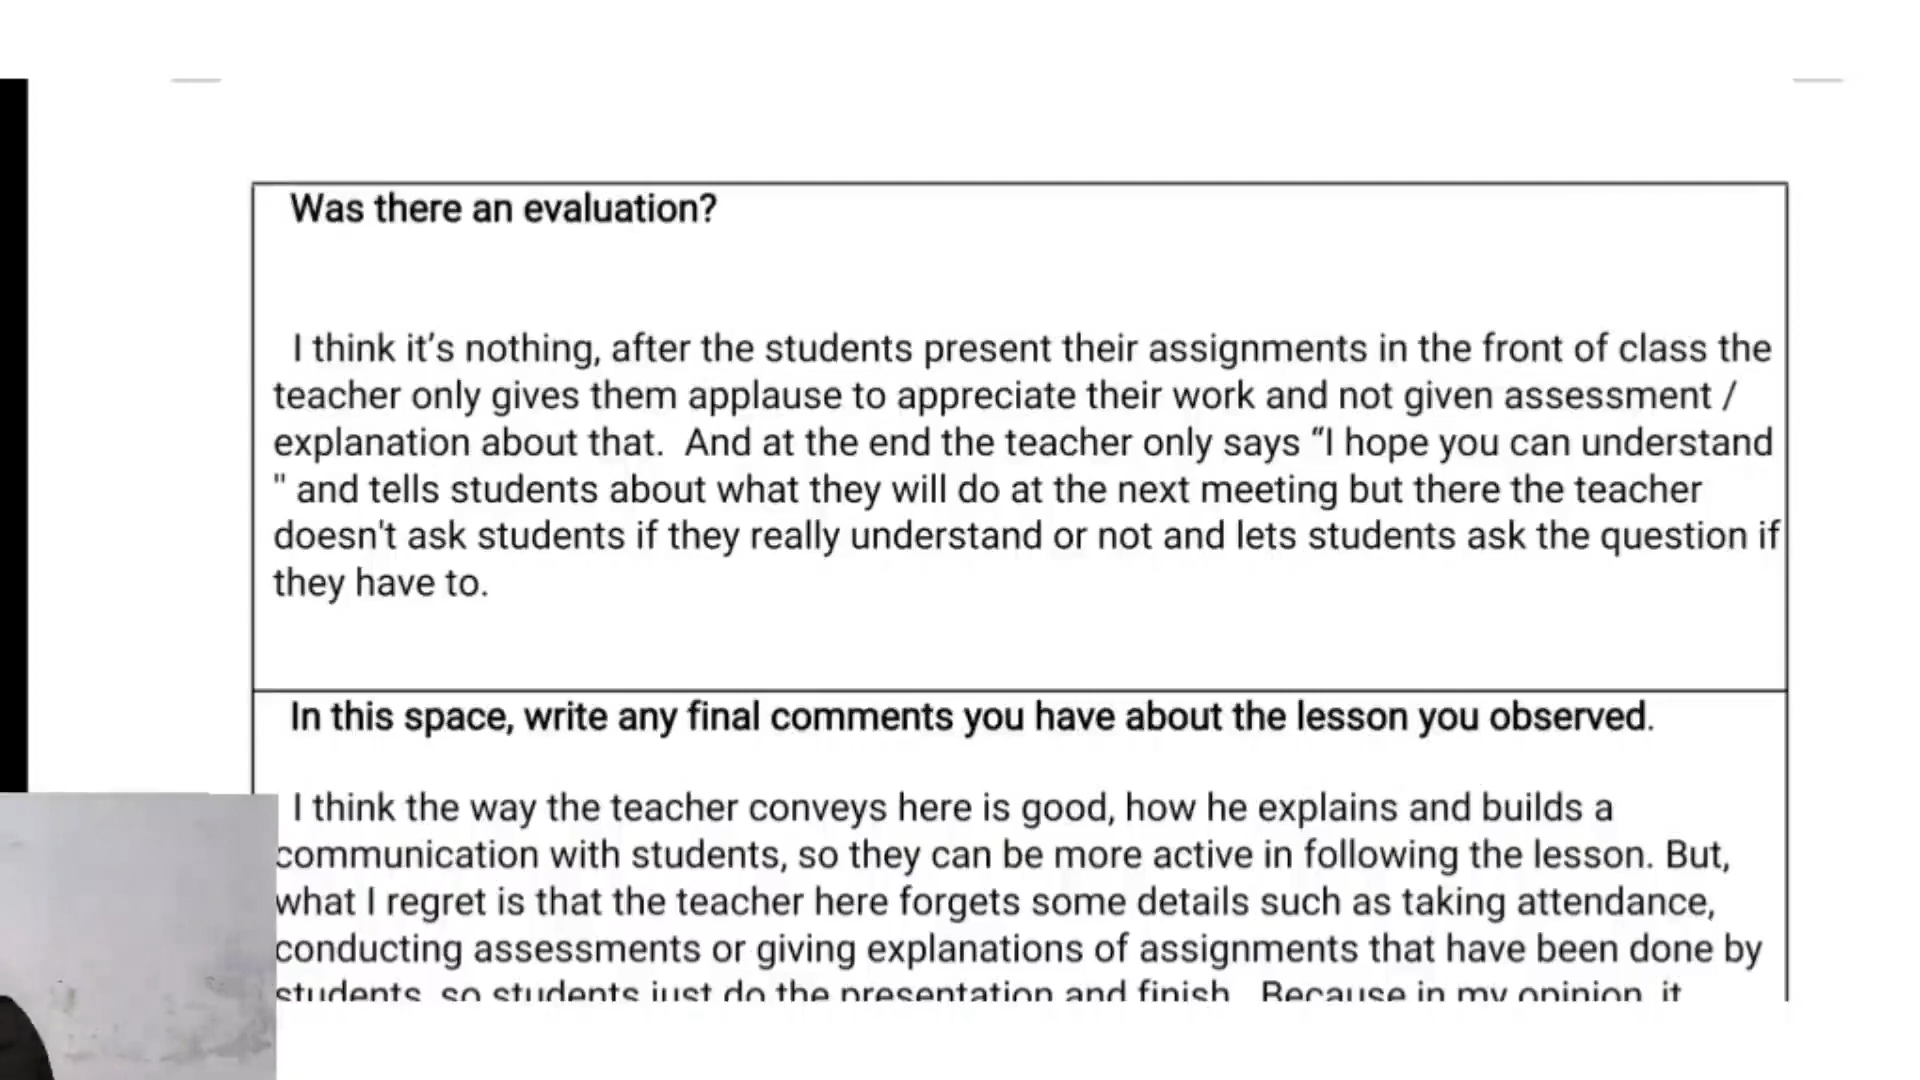 Was there an evaluation?
I think it’s nothing, after the students present their assignments in the front of class the
teacher only gives them applause to appreciate their work and not given assessment /
explanation about that.  And at the end the teacher only says “I hope you can understand
" and tells students about what they will do at the next meeting but there the teacher
doesn't ask students if they really understand or not and lets students ask the question if
they have to.
In this space, write any final comments you have about the lesson you observed.
I think the way the teacher conveys here is good, how he explains and builds a
communication with students, so they can be more active in following the lesson. But,
what I regret is that the teacher here forgets some details such as taking attendance,
conducting assessments or giving explanations of assignments that have been done by
students, so students just do the presentation and finish.  Because in my opinion, it